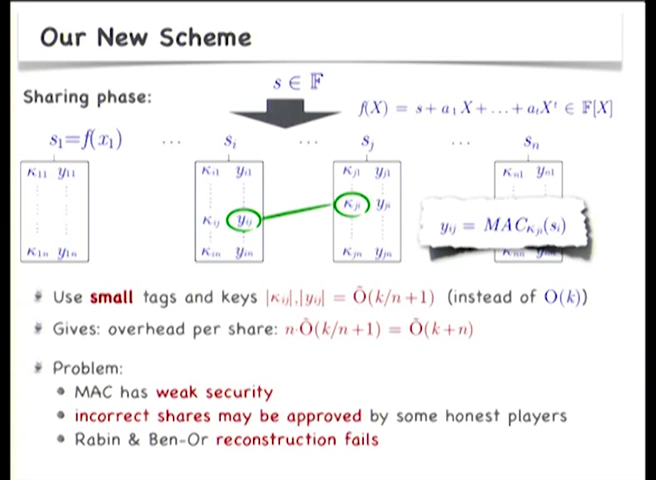 Our New Scheme
s ∈ 𝔽
Sharing phase:
f(X) = s + a₁X + ... + aₜXᵗ ∈ 𝔽[X]
s₁=f(x₁) ... sᵢ ... sⱼ ... sₙ
κ₁₁ y₁₁ κᵢ₁ yᵢ₁ κⱼ₁ yⱼ₁ κₙ₁ yₙ₁
κᵢⱼ yᵢⱼ κⱼᵢ yⱼᵢ
yᵢⱼ = MAC_κⱼᵢ(sᵢ)
κ₁ₙ y₁ₙ κᵢₙ yᵢₙ κⱼₙ yⱼₙ κₙₙ yₙₙ
Use small tags and keys |κᵢⱼ|,|yᵢⱼ| = Õ(k/n+1) (instead of O(k))
Gives: overhead per share: n·Õ(k/n+1) = Õ(k+n)
Problem:
• MAC has weak security
• incorrect shares may be approved by some honest players
• Rabin & Ben-Or reconstruction fails